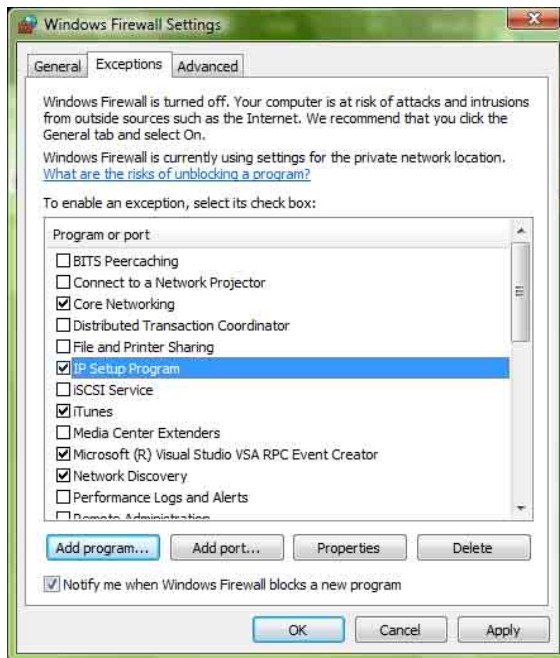 Windows Firewall Settings
General Exceptions Advanced
Windows Firewall is turned off. Your computer is at risk of attacks and intrusions
from outside sources such as the Internet. We recommend that you click the
General tab and select On.
Windows Firewall is currently using settings for the private network location.
What are the risks of unblocking a program?
To enable an exception, select its check box:
Program or port
BITS Peercaching
Connect to a Network Projector
Core Networking
Distributed Transaction Coordinator
File and Printer Sharing
IP Setup Program
iSCSI Service
iTunes
Media Center Extenders
Microsoft (R) Visual Studio VSA RPC Event Creator
Network Discovery
Performance Logs and Alerts
Remote Administration
Add program... Add port... Properties Delete
Notify me when Windows Firewall blocks a new program
OK Cancel Apply